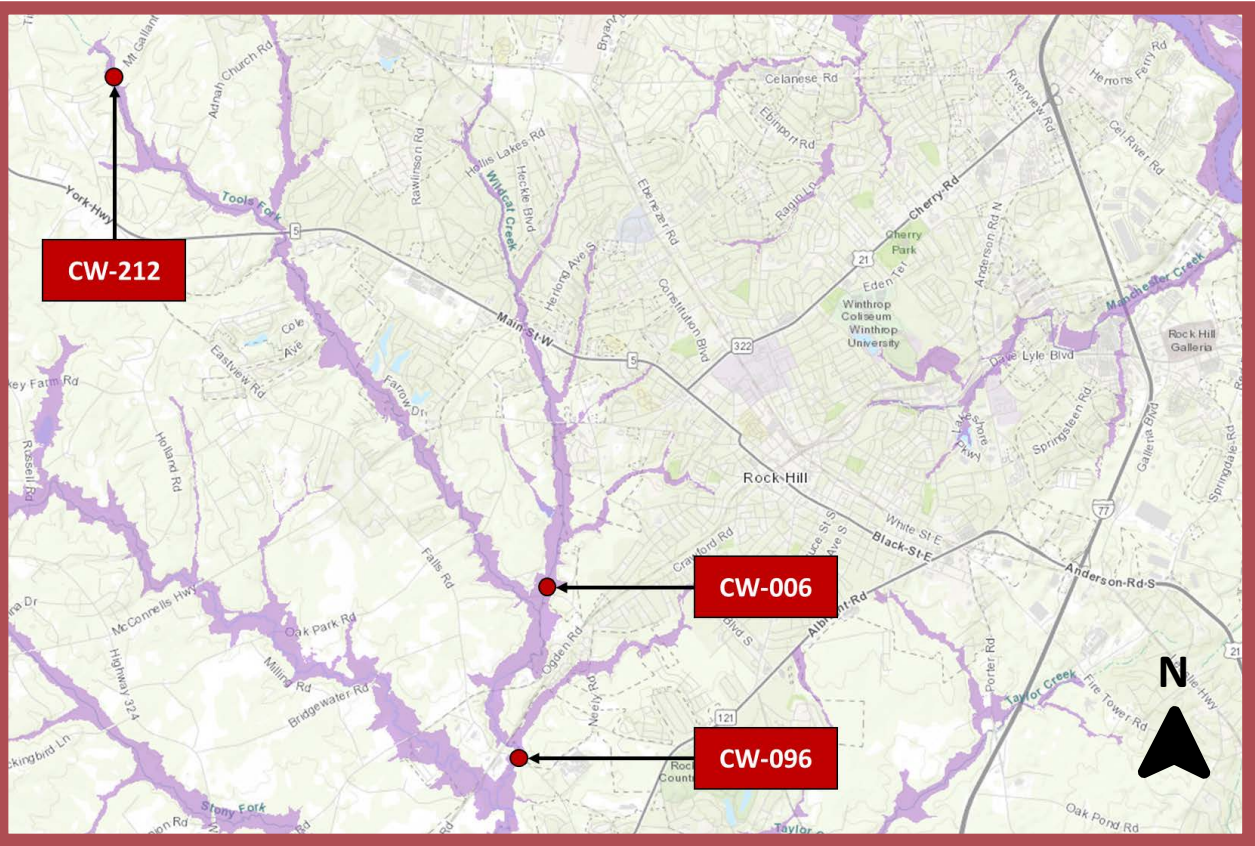 Mt Gallant
Adnah Church Rd
Celanese Rd
Herrons Ferry Rd
Riverview Rd
Ebinport Rd
Cel-River Rd
Rawlinson Rd
Hollis Lakes Rd
Wildcat Creek
Heckle Blvd
Ebenezer Rd
Ragin Ln
Cherry-Rd
York-Hwy
Tools Fork
5
Anderson Rd N
Cherry
Park
21
CW-212
Herlong Ave S
Eden Ter
Manchester Creek
Constitution Blvd
Winthrop
Coliseum
Winthrop
University
Main-St-W
Cole
Ave
322
5
Rock Hill
Galleria
Dave Lyle Blvd
Eastview Rd
key Farm Rd
Farrow Dr
Lakeshore
Pkwy
Springsteen Rd
Galleria Blvd
Springdale Rd
Holland Rd
Russell Rd
Rock Hill
77
White St E
Black-St-E
Crawford Rd
Falls Rd
CW-006
Anderson-Rd-S
McConnells Hwy
Albright-Rd
Oak Park Rd
Ogden Rd
Blvd S
Highway 324
Milling Rd
Bridgewater Rd
Neely Rd
Porter Rd
21
N
Taylor Creek
Fire Tower Rd
121
ckingbird Ln
CW-096
Stony Fork
Oak Pond Rd